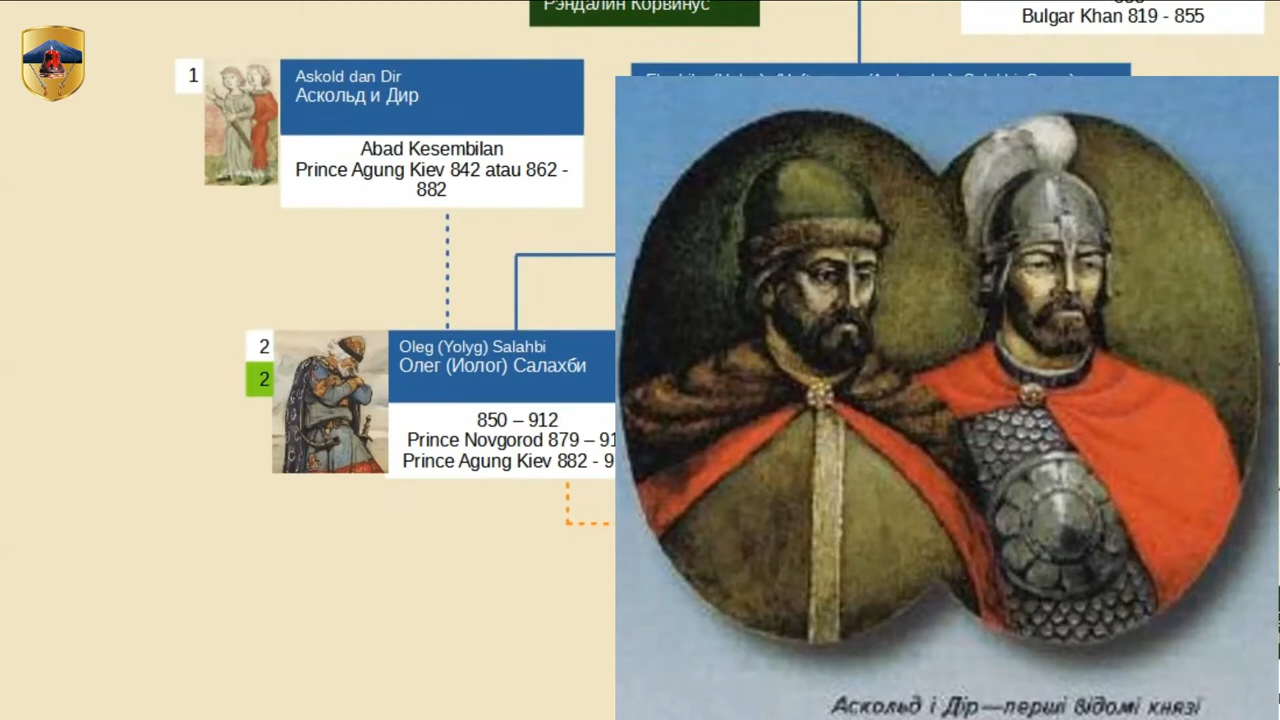 Рэндалин Корвинус
Bulgar Khan 819 - 855
1
Askold dan Dir
Аскольд и Дир
Abad Kesembilan
Prince Agung Kiev 842 atau 862 -
882
2
2
Oleg (Yolyg) Salahbi
Олег (Иолог) Салахби
850 – 912
Prince Novgorod 879 – 91
Prince Agung Kiev 882 - 9
Аскольд і Дір—перші відомі князі